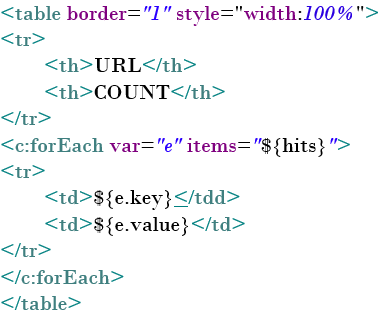 <table border="1" style="width:100%">
<tr>
<th>URL</th>
<th>COUNT</th>
</tr>
<c:forEach var="e" items="${hits}">
<tr>
<td>${e.key}</tdd>
<td>${e.value}</td>
</tr>
</c:forEach>
</table>